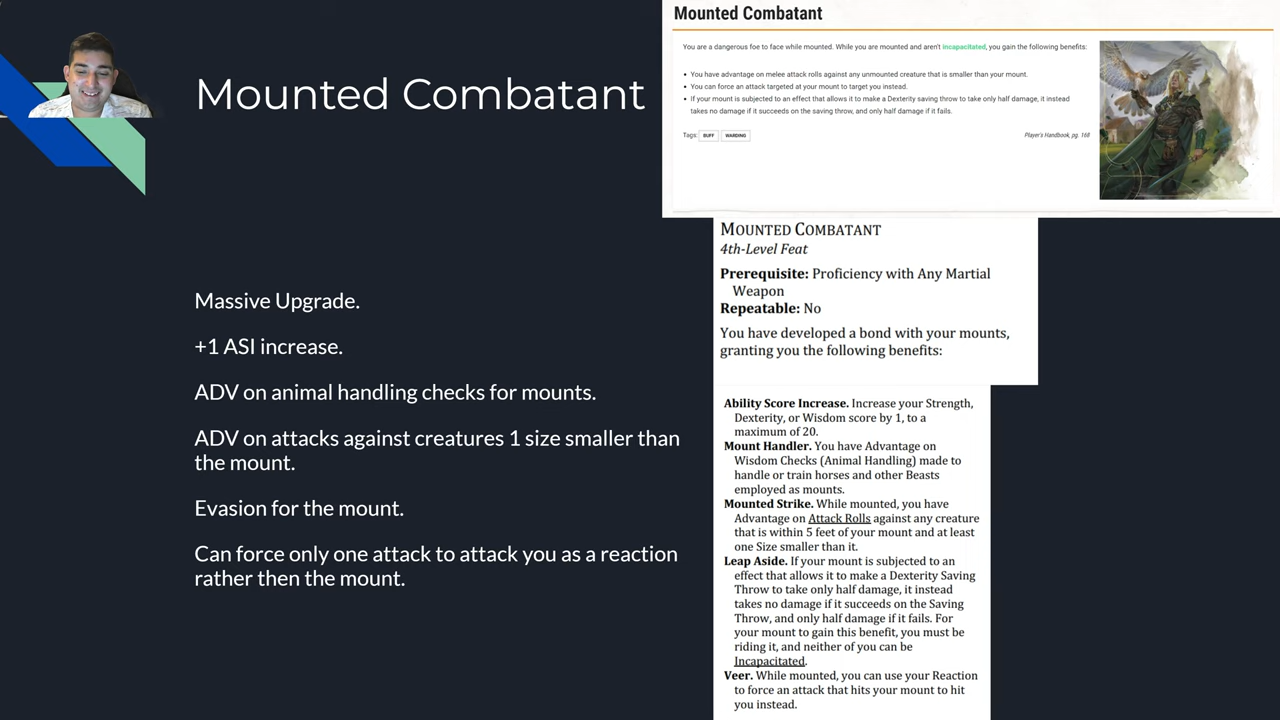 Mounted Combatant
Massive Upgrade.
+1 ASI increase.
ADV on animal handling checks for mounts.
ADV on attacks against creatures 1 size smaller than
the mount.
Evasion for the mount.
Can force only one attack to attack you as a reaction
rather then the mount.
Mounted Combatant
You are a dangerous foe to face while mounted. While you are mounted and aren't incapacitated, you gain the following benefits:
• You have advantage on melee attack rolls against any unmounted creature that is smaller than your mount.
• You can force an attack targeted at your mount to target you instead.
• If your mount is subjected to an effect that allows it to make a Dexterity saving throw to take only half damage, it instead
takes no damage if it succeeds on the saving throw, and only half damage if it fails.
Tags: BUFF WARDING Player's Handbook, pg. 168
MOUNTED COMBATANT
4th-Level Feat
Prerequisite: Proficiency with Any Martial
Weapon
Repeatable: No
You have developed a bond with your mounts,
granting you the following benefits:
Ability Score Increase. Increase your Strength,
Dexterity, or Wisdom score by 1, to a
maximum of 20.
Mount Handler. You have Advantage on
Wisdom Checks (Animal Handling) made to
handle or train horses and other Beasts
employed as mounts.
Mounted Strike. While mounted, you have
Advantage on Attack Rolls against any creature
that is within 5 feet of your mount and at least
one Size smaller than it.
Leap Aside. If your mount is subjected to an
effect that allows it to make a Dexterity Saving
Throw to take only half damage, it instead
takes no damage if it succeeds on the Saving
Throw, and only half damage if it fails. For
your mount to gain this benefit, you must be
riding it, and neither of you can be
Incapacitated.
Veer. While mounted, you can use your Reaction
to force an attack that hits your mount to hit
you instead.